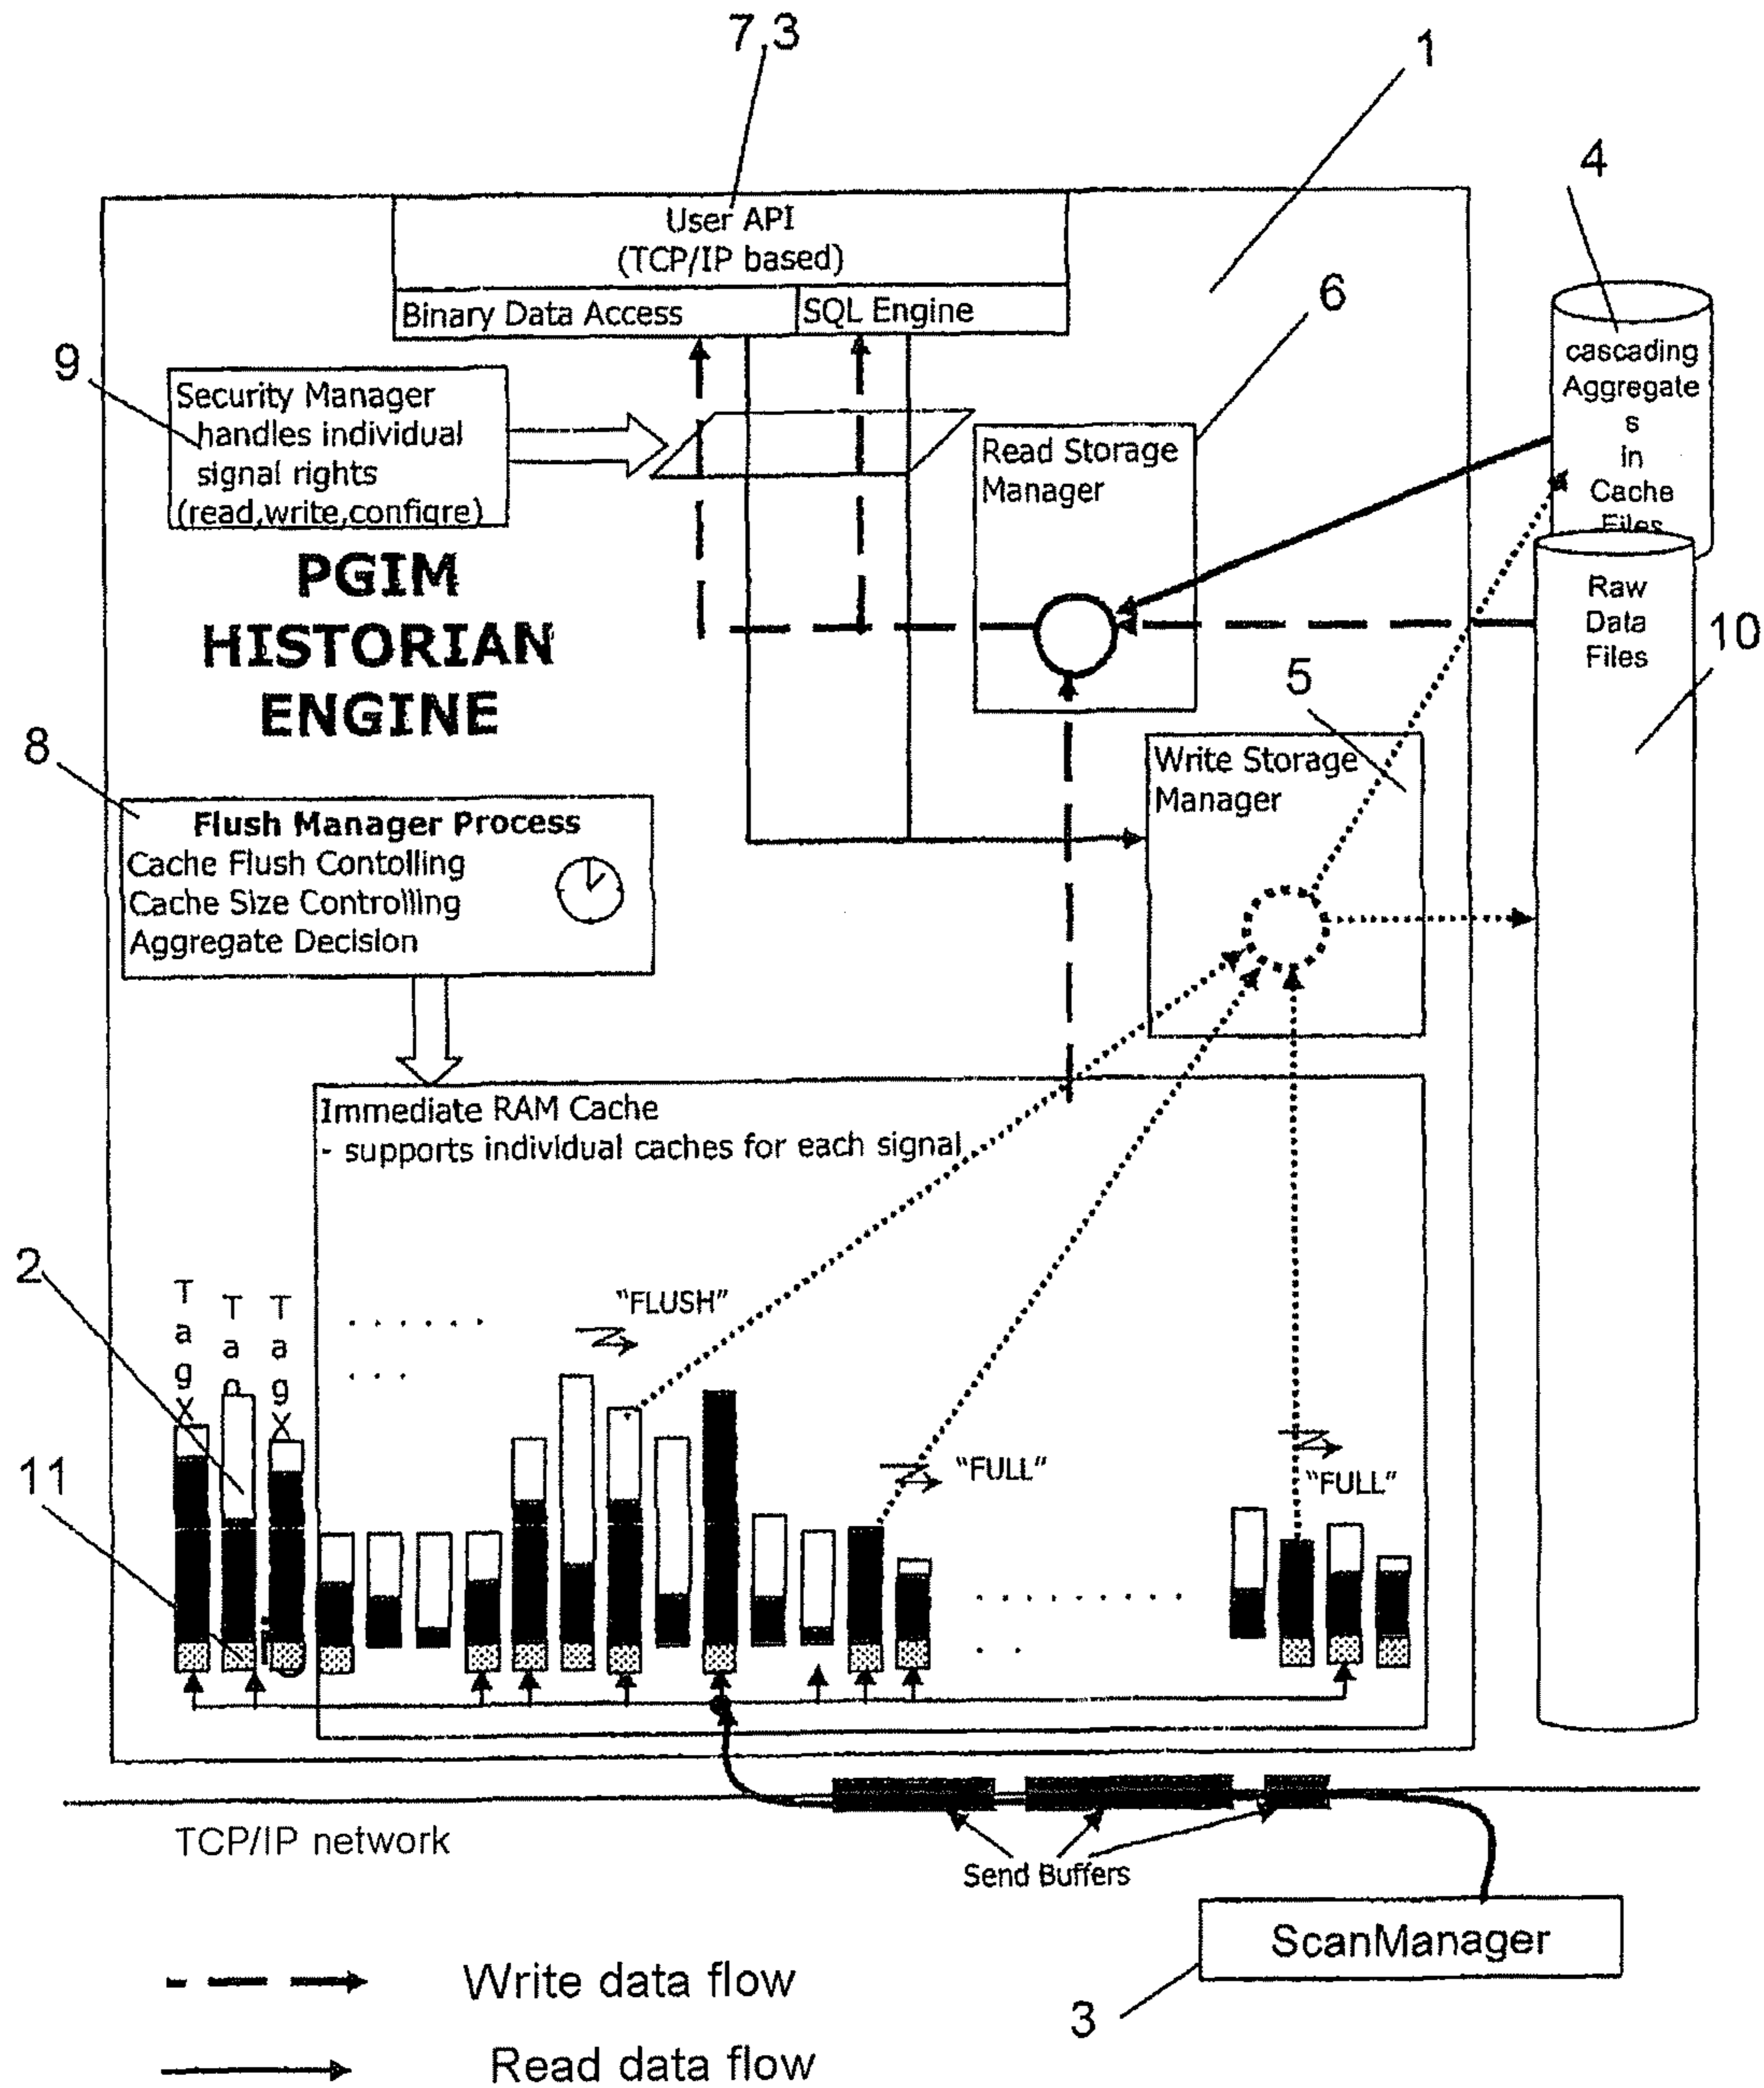 7,3
1
4
User API
(TCP/IP based)
Binary Data Access
SQL Engine
6
9
Security Manager
handles individual
signal rights
(read,write,configre)
Read Storage
Manager
cascading
Aggregate
s
in
Cache
Files
Raw
Data
Files
10
PGIM
HISTORIAN
ENGINE
5
8
Write Storage
Manager
Flush Manager Process
Cache Flush Contolling
Cache Size Controlling
Aggregate Decision
Immediate RAM Cache
- supports individual caches for each signal
2
TagX
Tag
TagX
"FLUSH"
"FULL"
"FULL"
11
TCP/IP network
Send Buffers
ScanManager
3
Write data flow
Read data flow